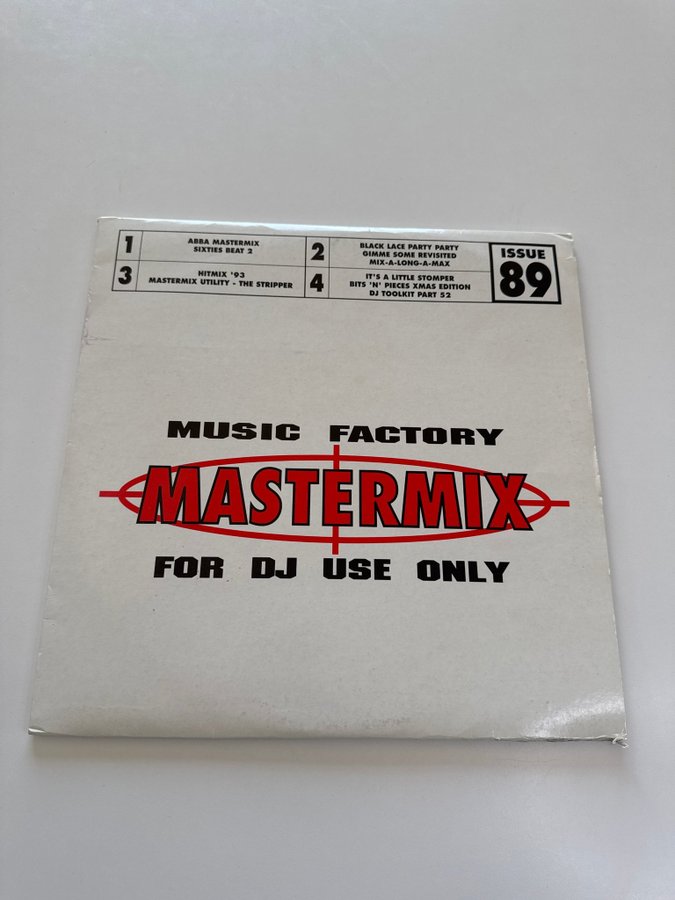 1
ABBA MASTERMIX
SIXTIES BEAT 2
2
BLACK LACE PARTY PARTY
GIMME SOME REVISITED
MIX-A-LONG-A-MAX
3
HITMIX '93
MASTERMIX UTILITY - THE STRIPPER
4
IT'S A LITTLE STOMPER
BITS 'N' PIECES XMAS EDITION
DJ TOOLKIT PART 52
ISSUE
89
MUSIC FACTORY
MASTERMIX
FOR DJ USE ONLY